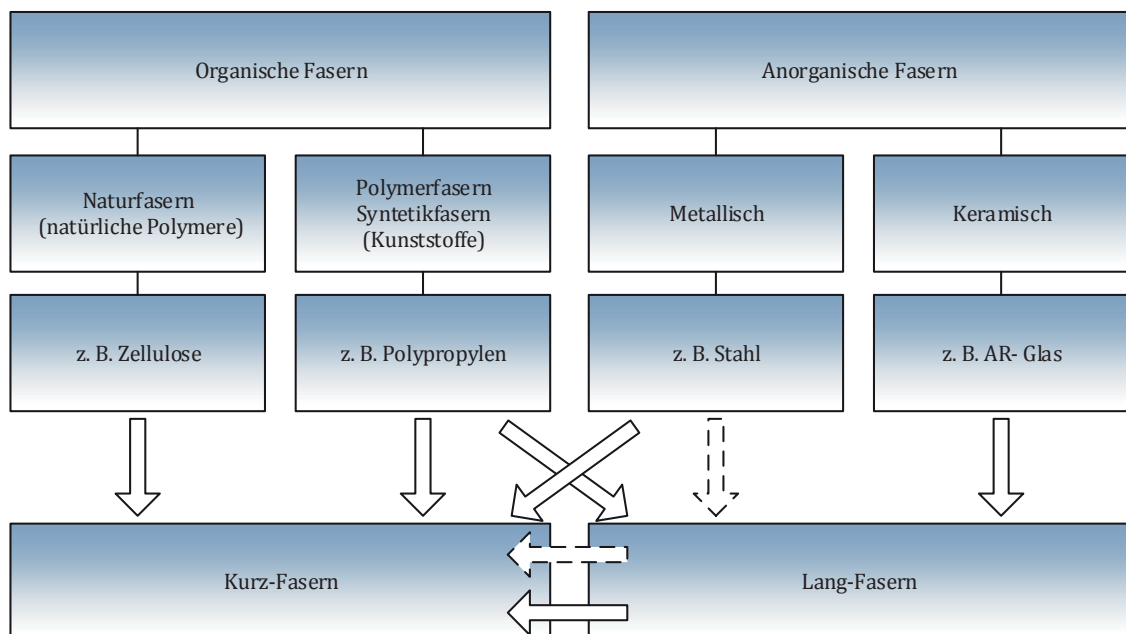 Organische Fasern
Anorganische Fasern
Naturfasern
(natürliche Polymere)
Polymerfasern
Syntetikfasern
(Kunststoffe)
Metallisch
Keramisch
z. B. Zellulose
z. B. Polypropylen
z. B. Stahl
z. B. AR- Glas
Kurz-Fasern
Lang-Fasern